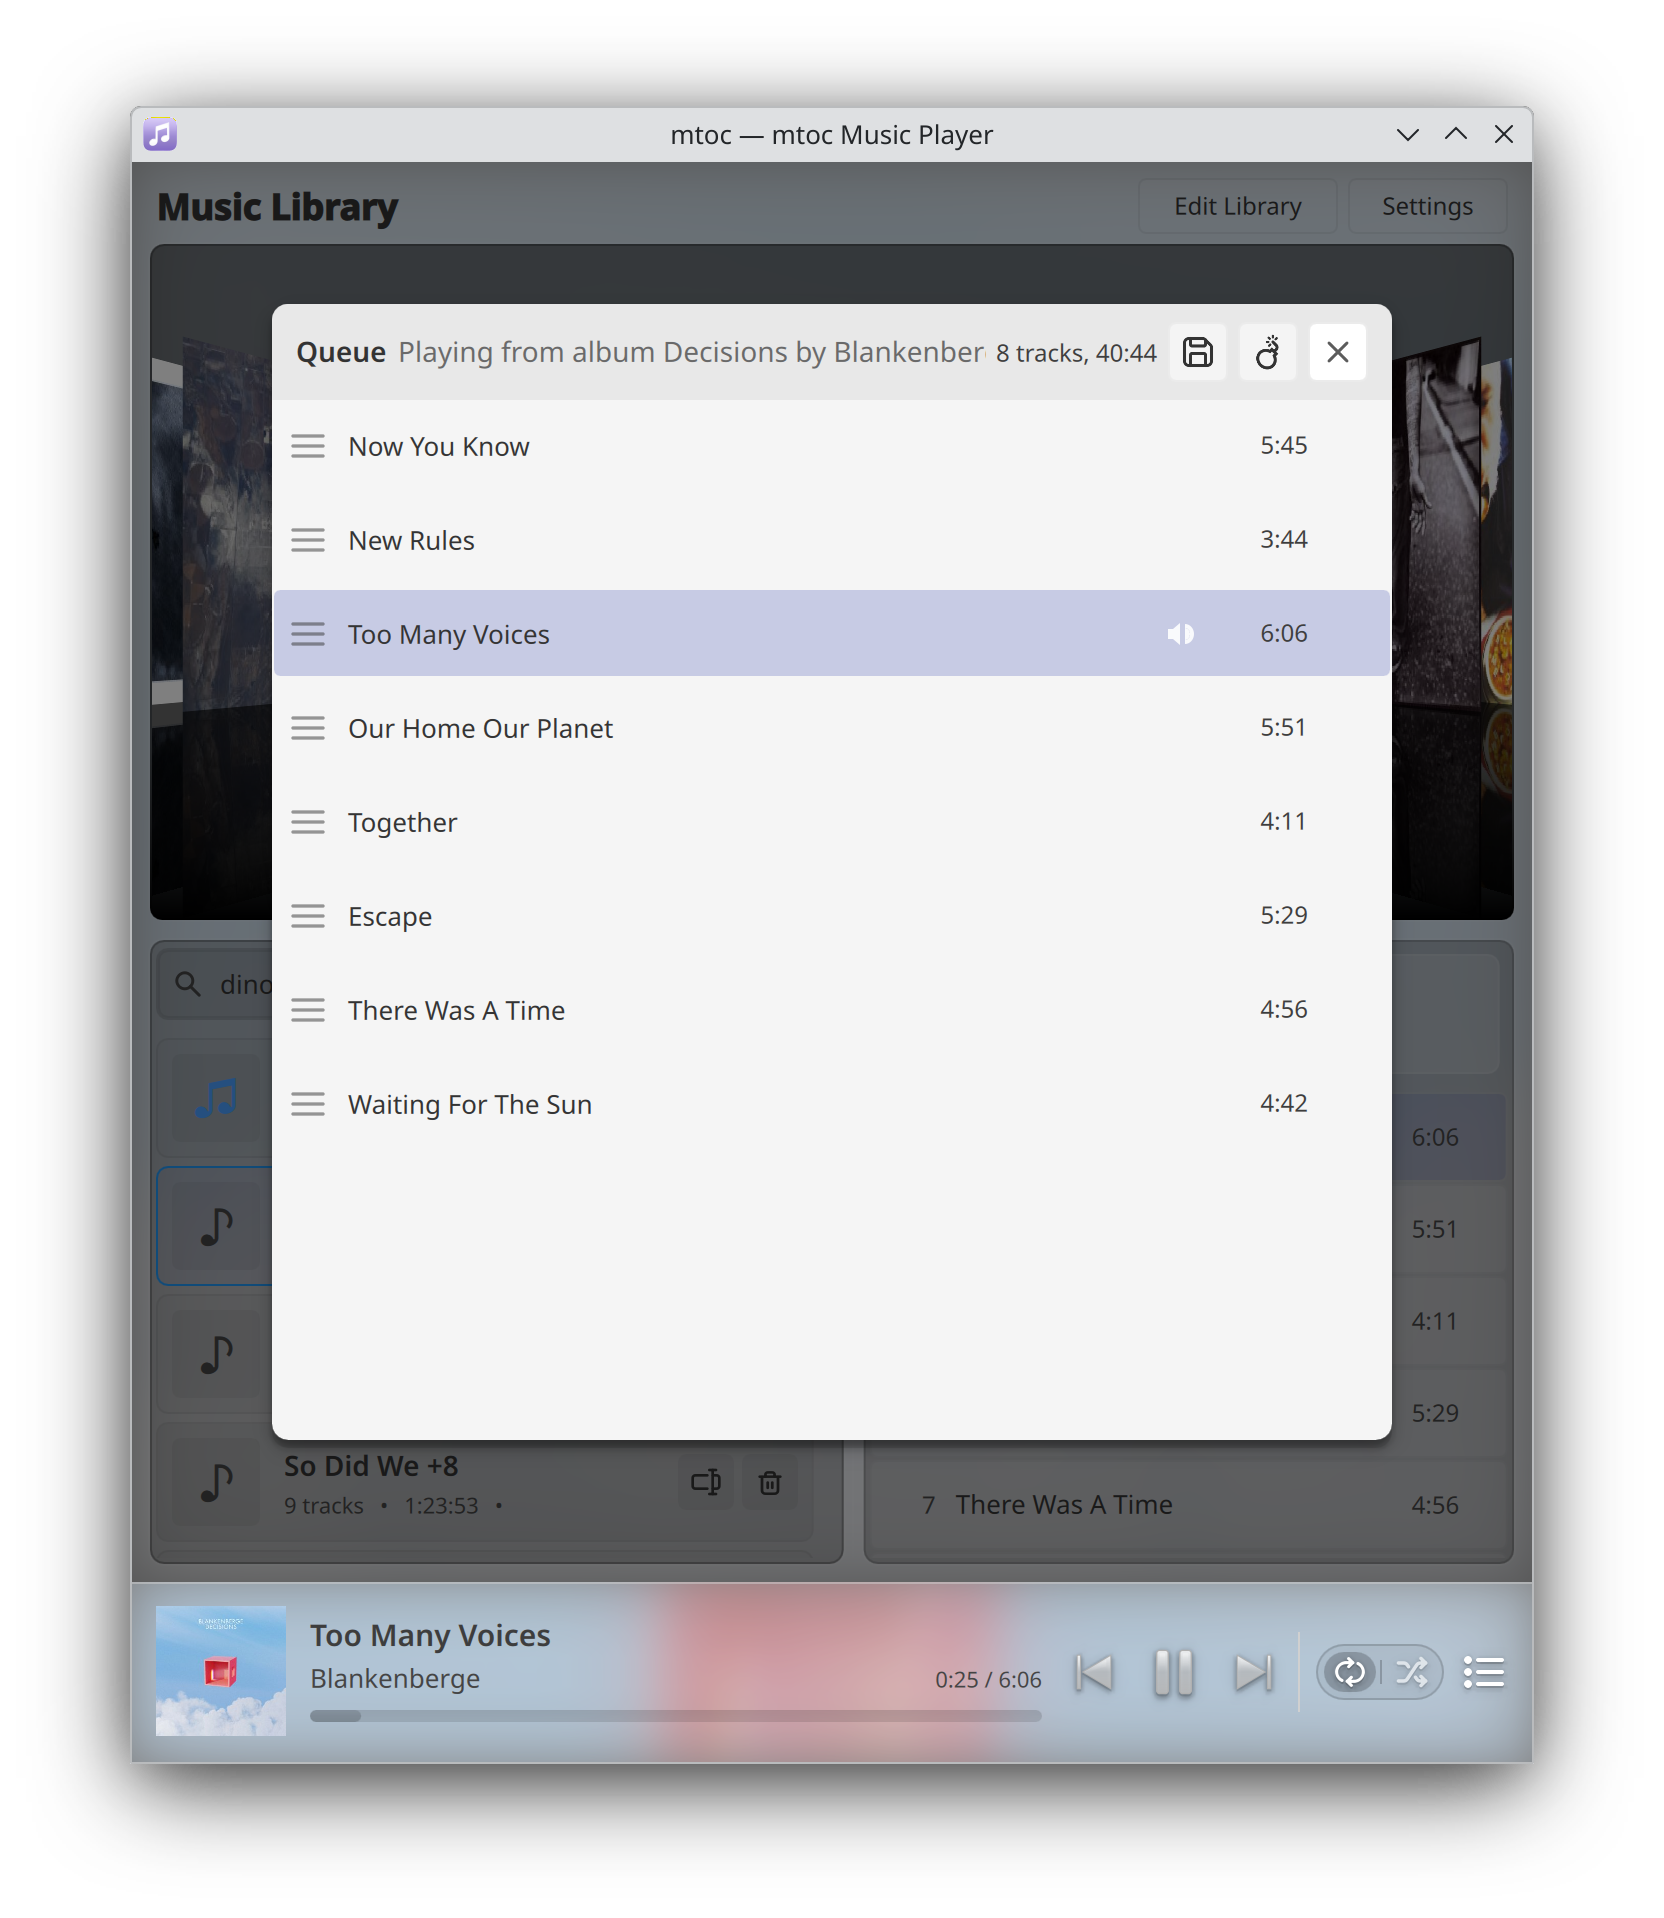 mtoc — mtoc Music Player
Music Library
Edit Library
Settings
Queue Playing from album Decisions by Blankenber 8 tracks, 40:44
Now You Know 5:45
New Rules 3:44
Too Many Voices 6:06
Our Home Our Planet 5:51
Together 4:11
Escape 5:29
There Was A Time 4:56
Waiting For The Sun 4:42
dino
So Did We +8
9 tracks • 1:23:53 •
6:06
5:51
4:11
5:29
7 There Was A Time 4:56
BLANKENBERGE
DECISIONS
Too Many Voices
Blankenberge
0:25 / 6:06